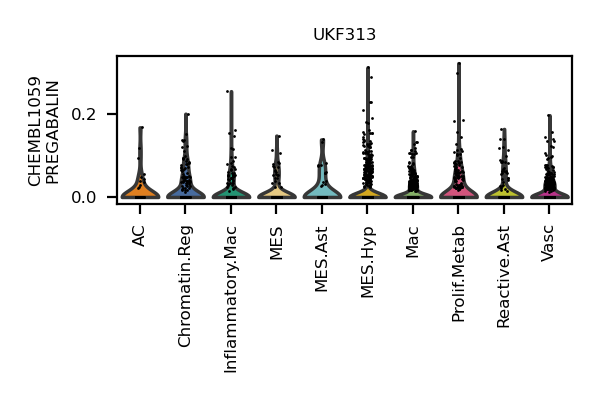 UKF313
CHEMBL1059
PREGABALIN
0.2
0.0
AC
Chromatin.Reg
Inflammatory.Mac
MES
MES.Ast
MES.Hyp
Mac
Prolif.Metab
Reactive.Ast
Vasc